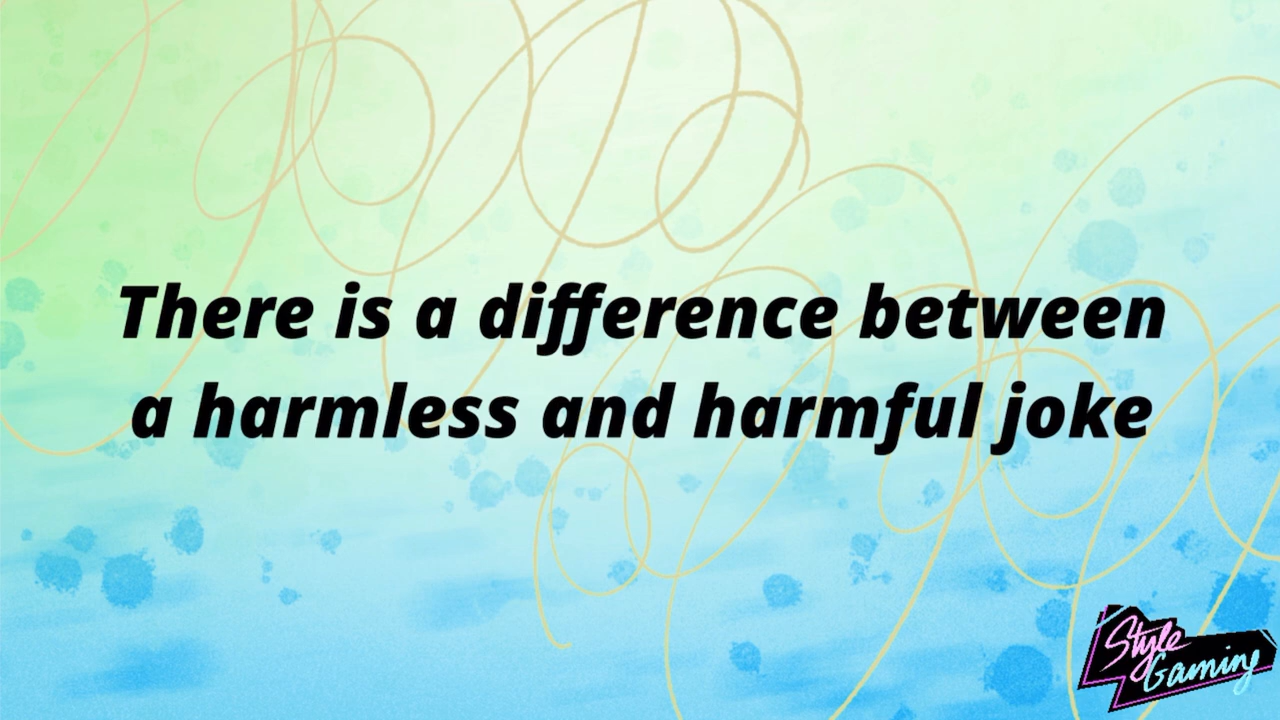 There is a difference between
a harmless and harmful joke
Style
Gaming